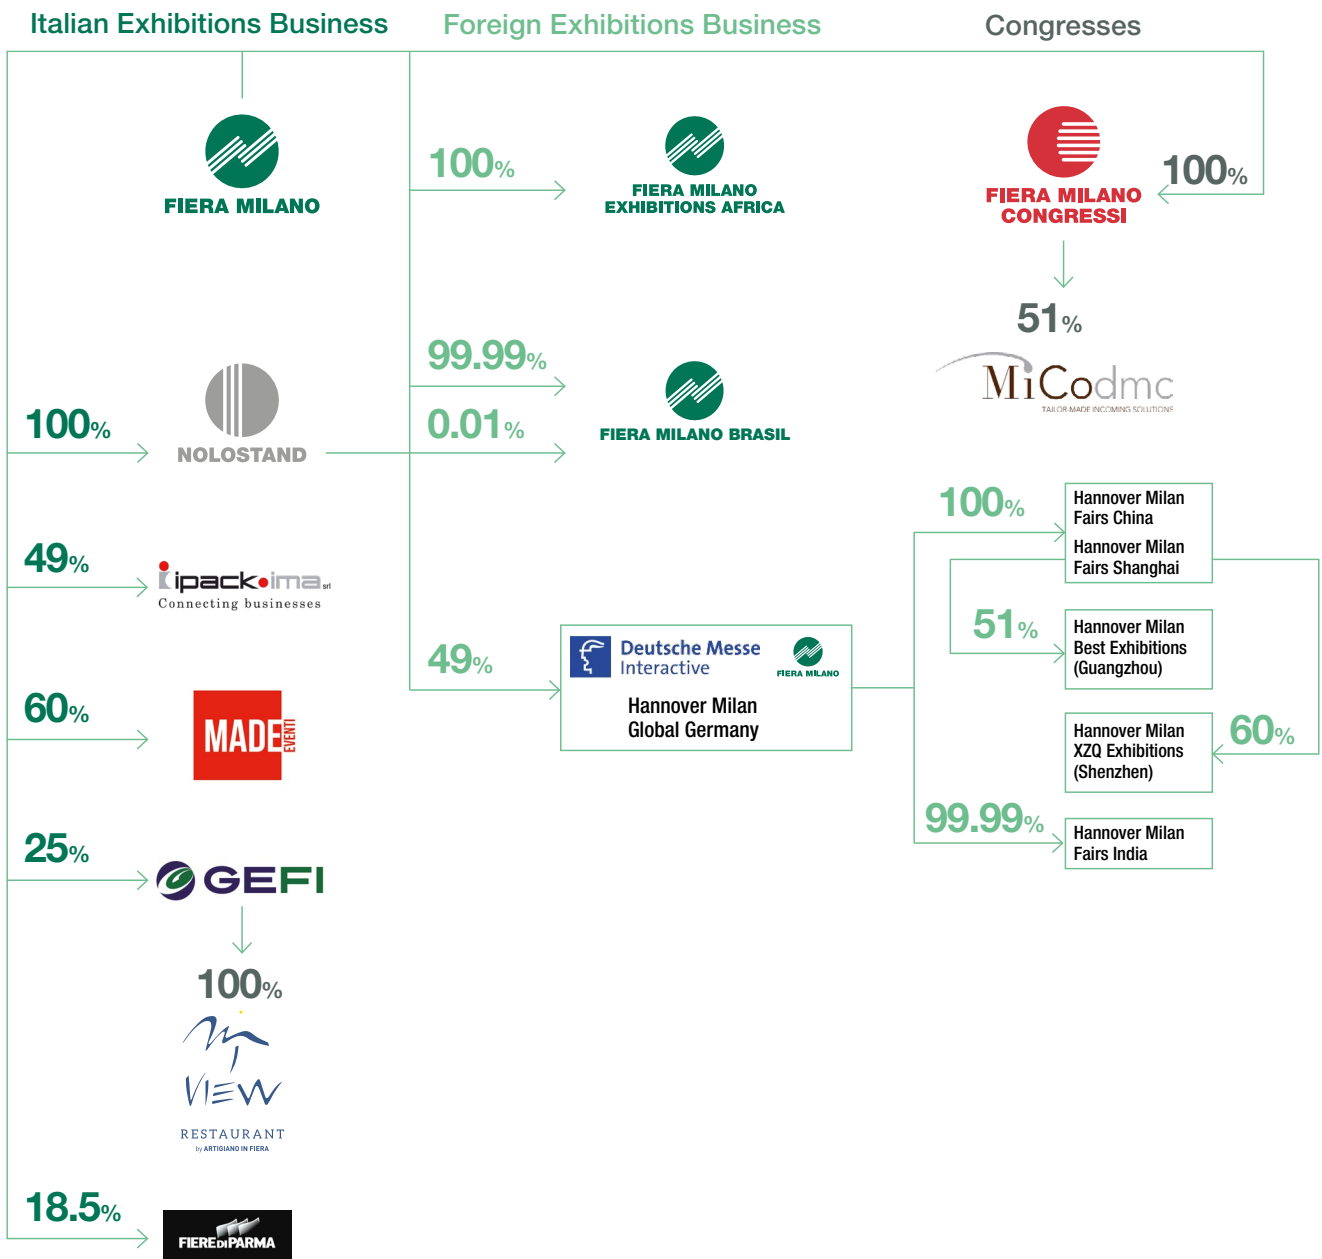 Italian Exhibitions Business
Foreign Exhibitions Business
Congresses
FIERA MILANO
100%
FIERA MILANO
EXHIBITIONS AFRICA
FIERA MILANO
CONGRESSI
100%
51%
MiCodmc
TAILOR-MADE INCOMING SOLUTIONS
100%
NOLOSTAND
99.99%
0.01%
FIERA MILANO BRASIL
49%
ipack•ima srl
Connecting businesses
60%
MADE
EVENTI
25%
GEFI
100%
VIEW
RESTAURANT
by ARTIGIANO IN FIERA
18.5%
FIERE DI PARMA
49%
Deutsche Messe
Interactive
FIERA MILANO
Hannover Milan
Global Germany
100%
Hannover Milan
Fairs China
Hannover Milan
Fairs Shanghai
51%
Hannover Milan
Best Exhibitions
(Guangzhou)
Hannover Milan
XZQ Exhibitions
(Shenzhen)
60%
99.99%
Hannover Milan
Fairs India